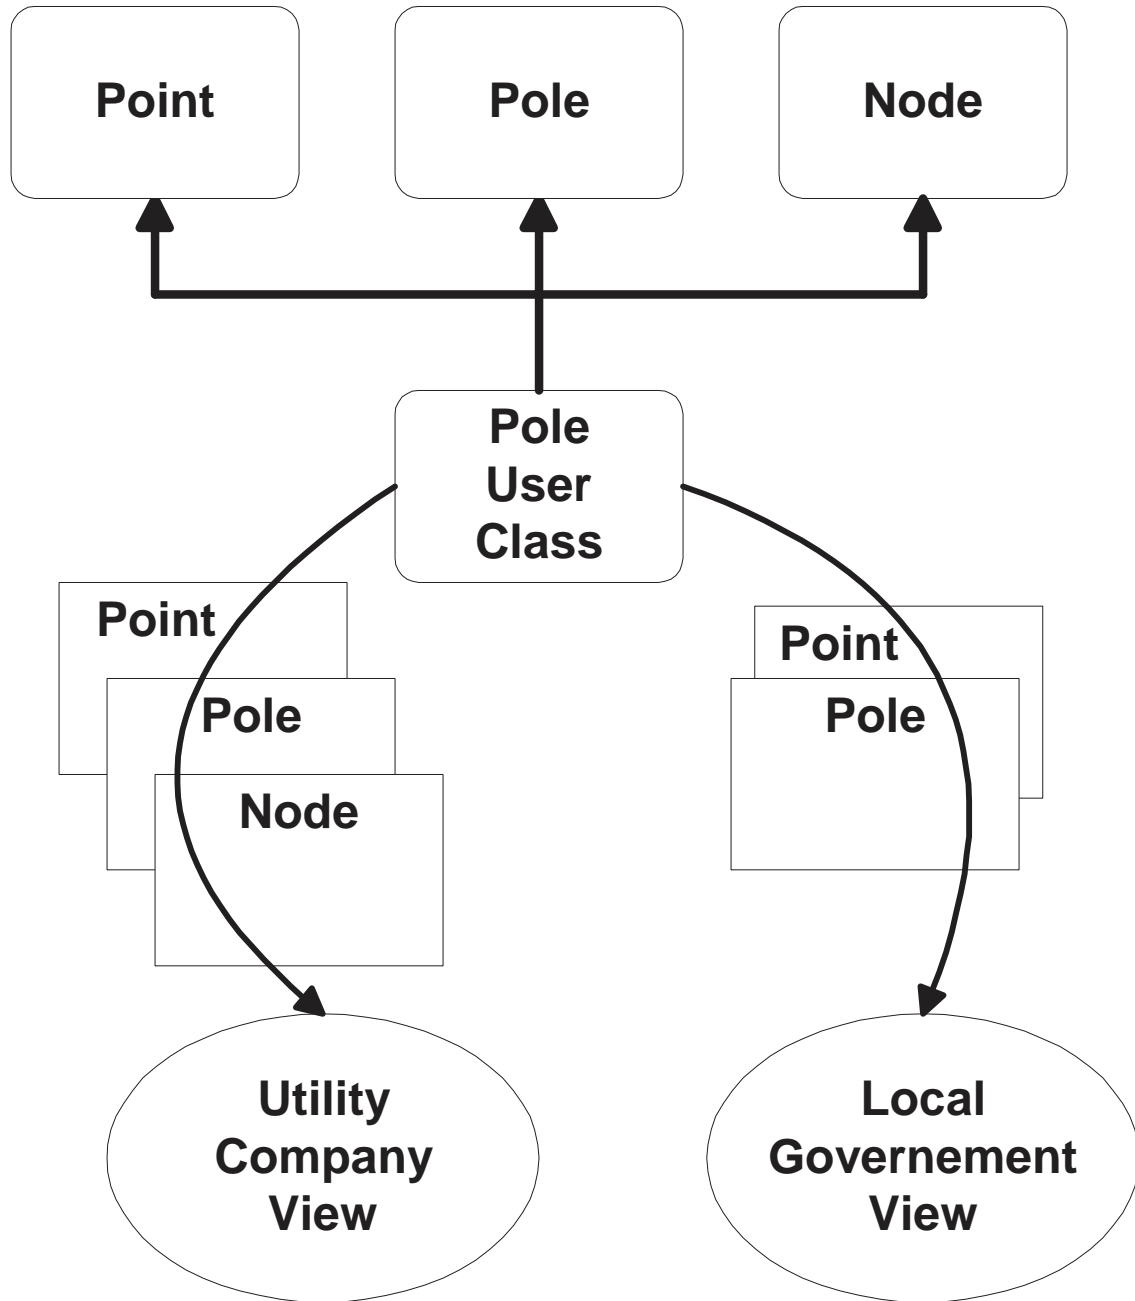 Point
Pole
Node
Pole
User
Class
Point
Pole
Node
Point
Pole
Utility
Company
View
Local
Governement
View